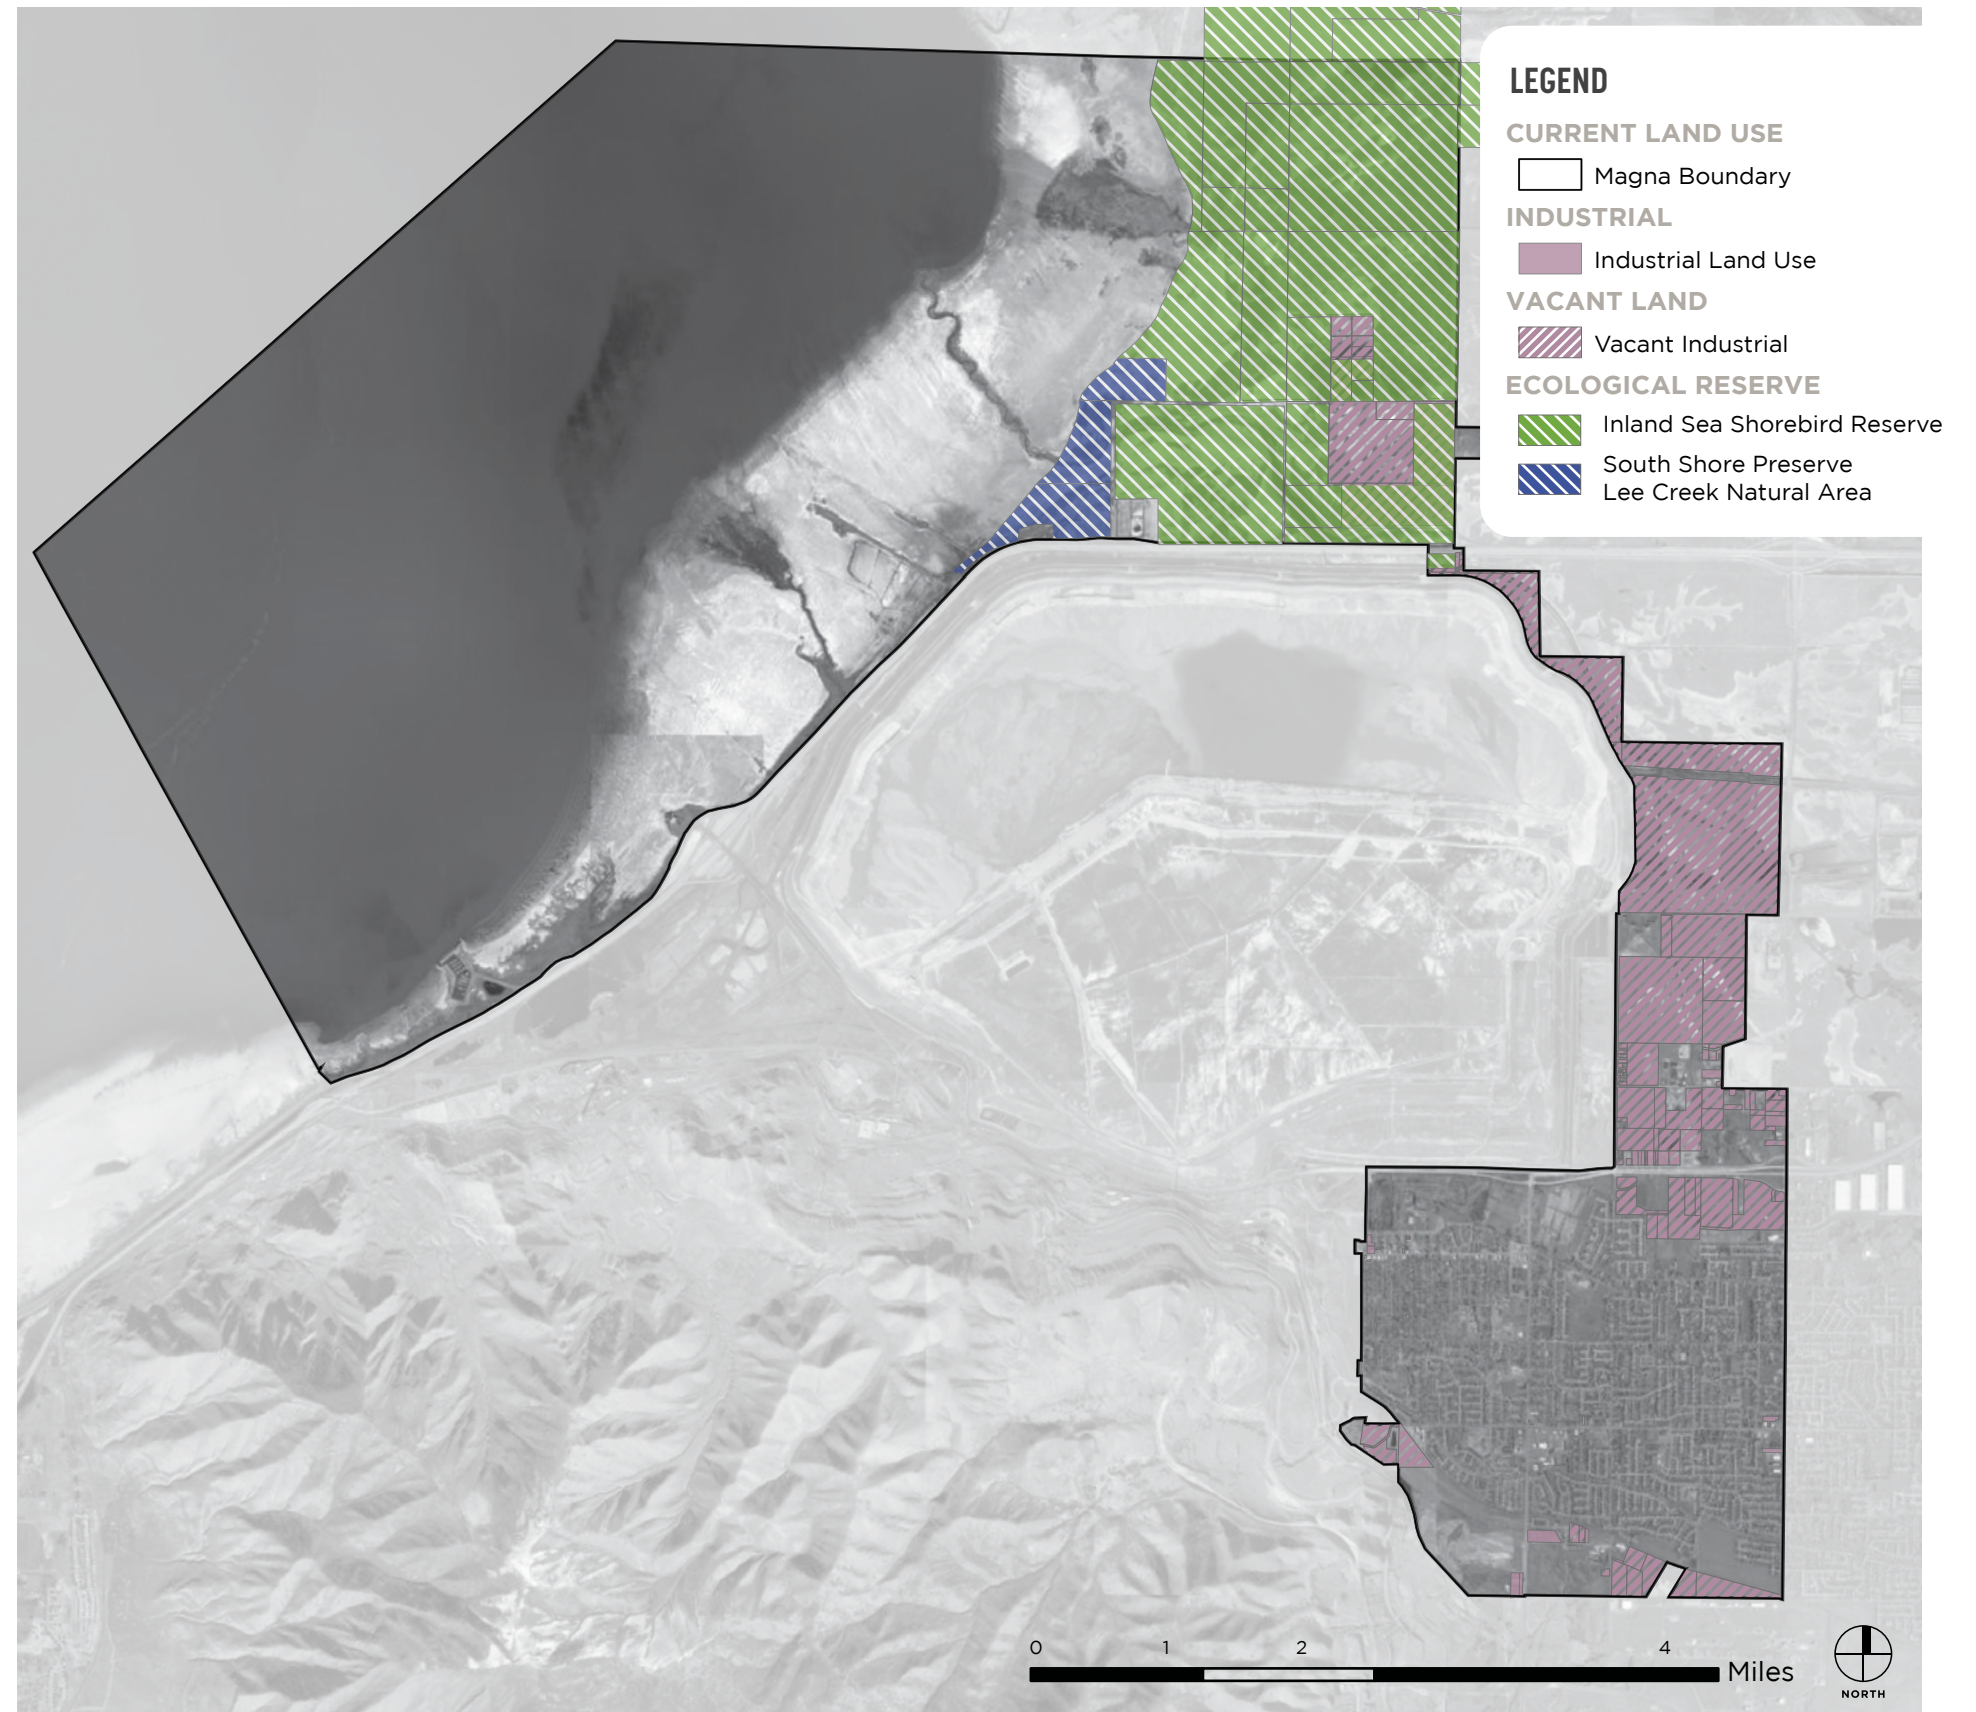 LEGEND
CURRENT LAND USE
Magna Boundary
INDUSTRIAL
Industrial Land Use
VACANT LAND
Vacant Industrial
ECOLOGICAL RESERVE
Inland Sea Shorebird Reserve
South Shore Preserve
Lee Creek Natural Area
0 1 2 4
Miles
NORTH